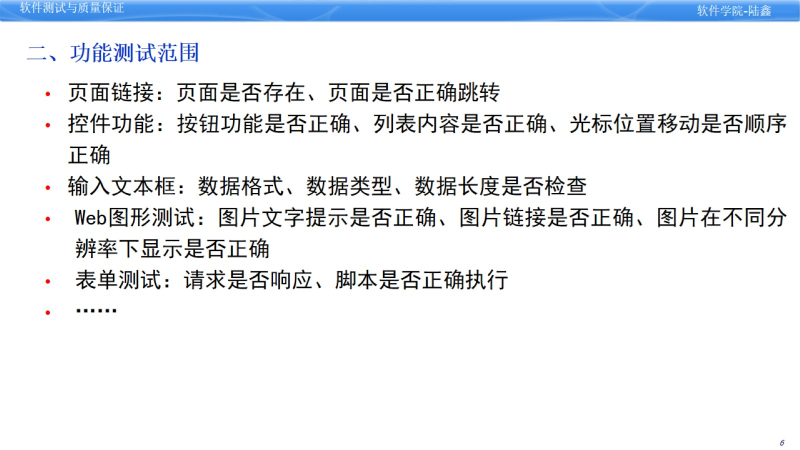 软件测试与质量保证
软件学院-陆鑫
二、功能测试范围
• 页面链接：页面是否存在、页面是否正确跳转
• 控件功能：按钮功能是否正确、列表内容是否正确、光标位置移动是否顺序
正确
• 输入文本框：数据格式、数据类型、数据长度是否检查
• Web图形测试：图片文字提示是否正确、图片链接是否正确、图片在不同分
辨率下显示是否正确
• 表单测试：请求是否响应、脚本是否正确执行
• ……
6